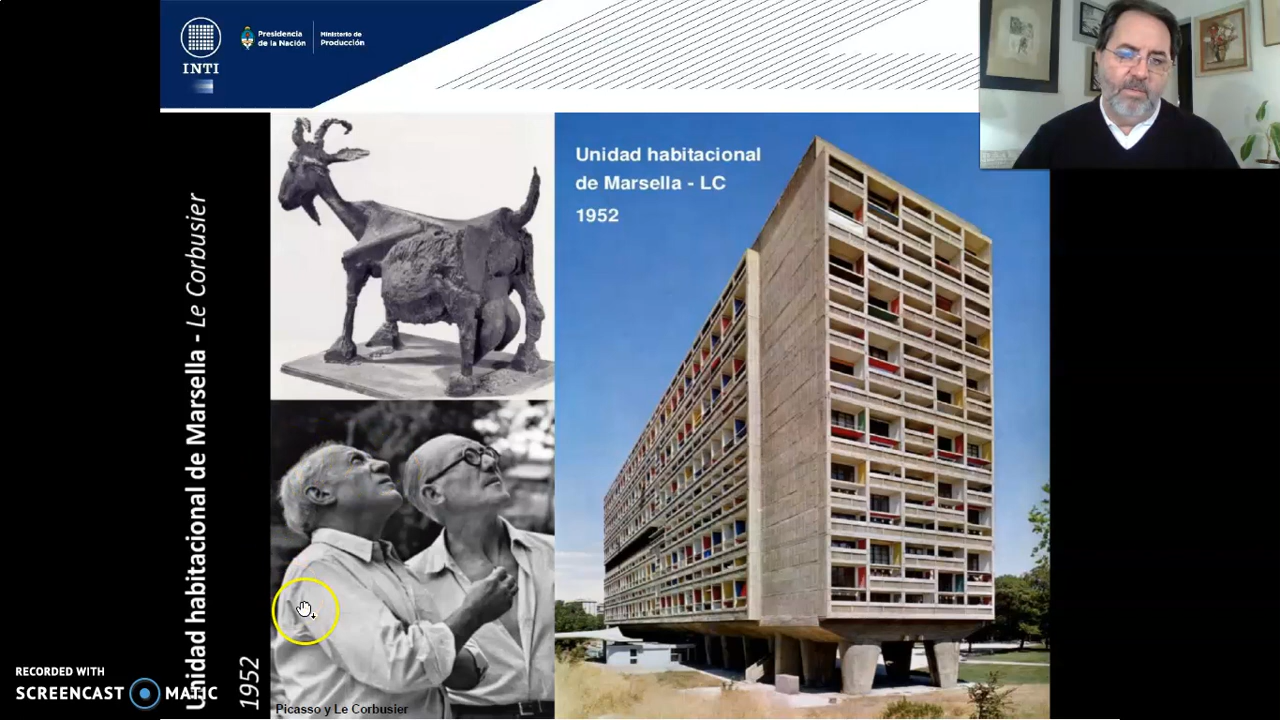 INTI
Presidencia
de la Nación
Ministerio de
Producción
Unidad habitacional de Marsella - Le Corbusier
1952
Unidad habitacional
de Marsella - LC
1952
Picasso y Le Corbusier
RECORDED WITH
SCREENCAST MATIC